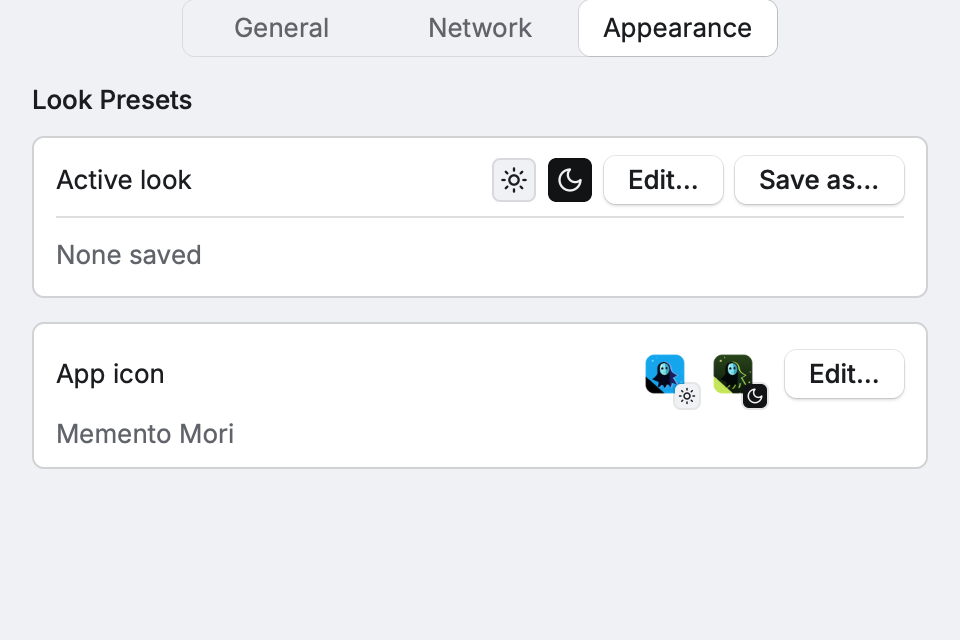 General Network Appearance
Look Presets
Active look Edit... Save as...
None saved
App icon Edit...
Memento Mori